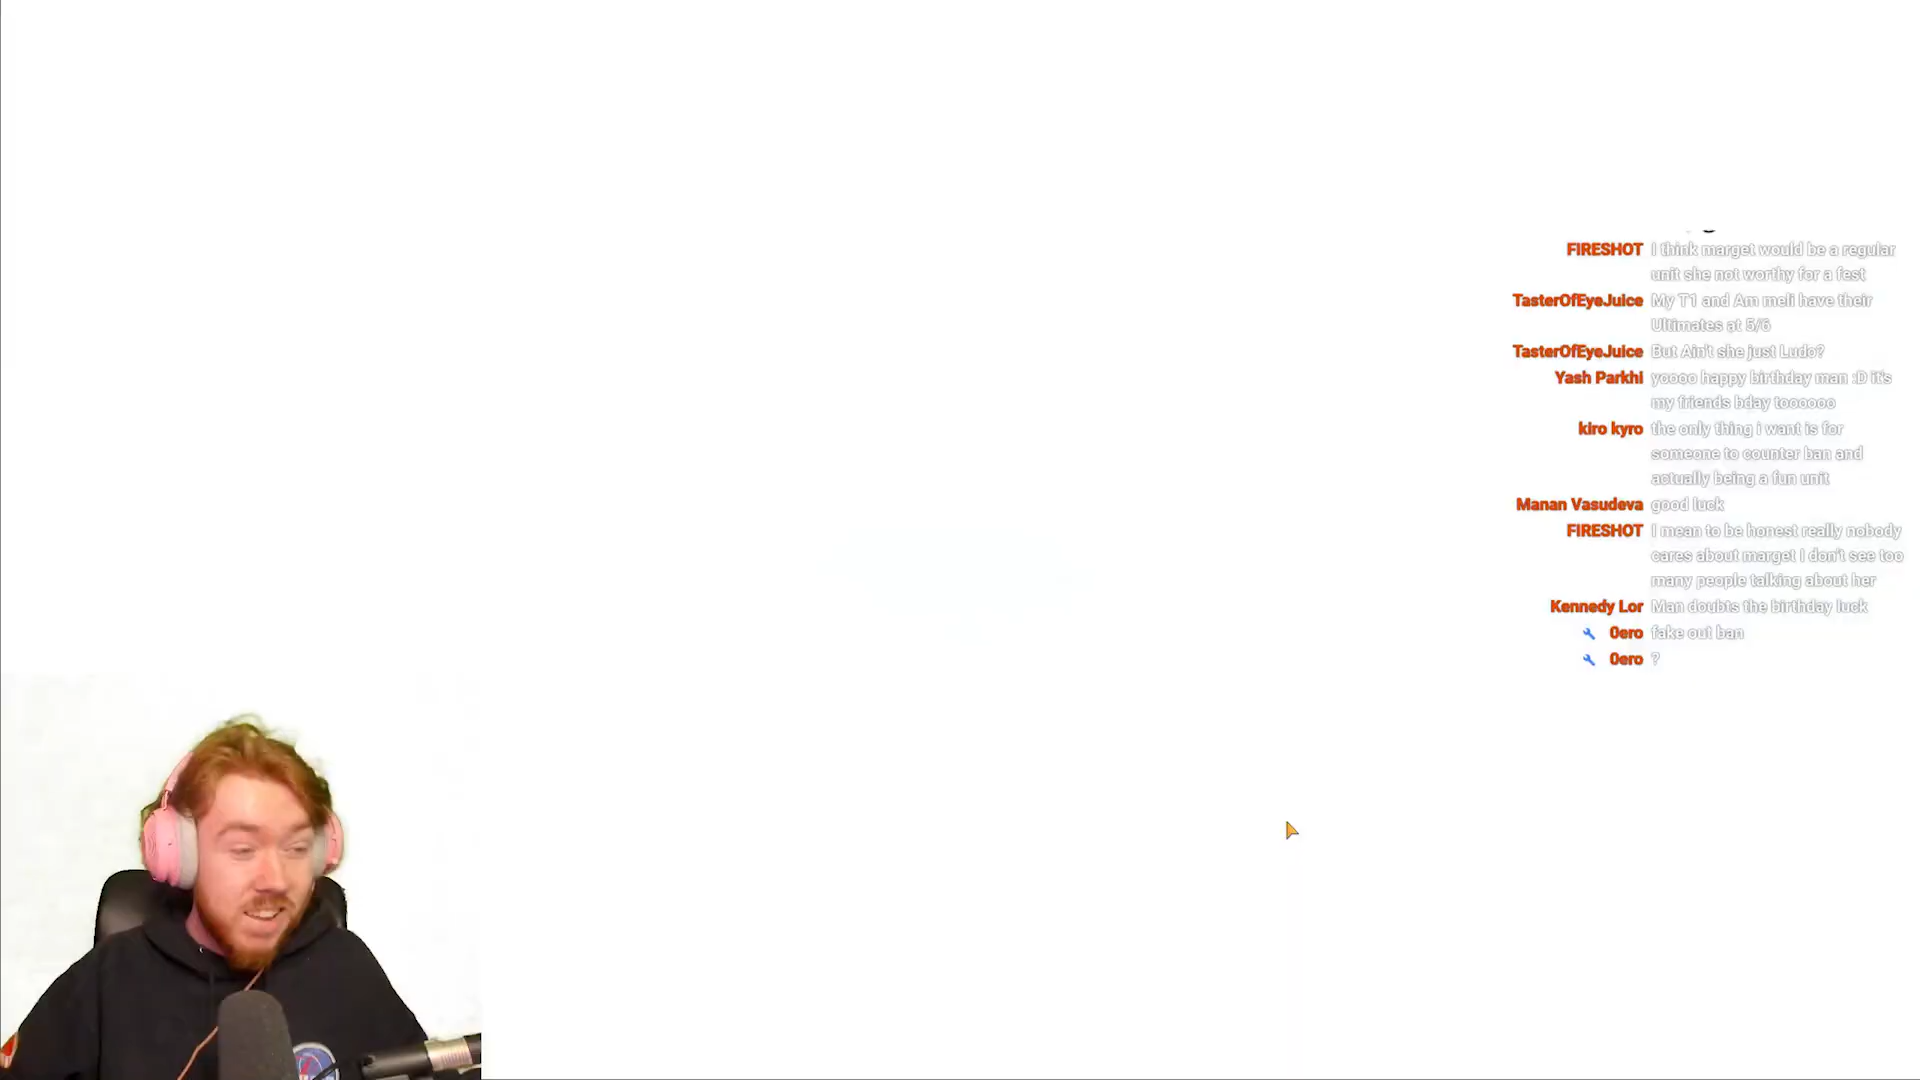 FIRESHOT I think marget would be a regular
unit she not worthy for a fest
TasterOfEyeJuice My T1 and Am meli have their
Ultimates at 5/6
TasterOfEyeJuice But Ain't she just Ludo?
Yash Parkhi yoooo happy birthday man :D it's
my friends bday toooooo
kiro kyro the only thing i want is for
someone to counter ban and
actually being a fun unit
Manan Vasudeva good luck
FIRESHOT I mean to be honest really nobody
cares about marget I don't see too
many people talking about her
Kennedy Lor Man doubts the birthday luck
0ero fake out ban
0ero ?